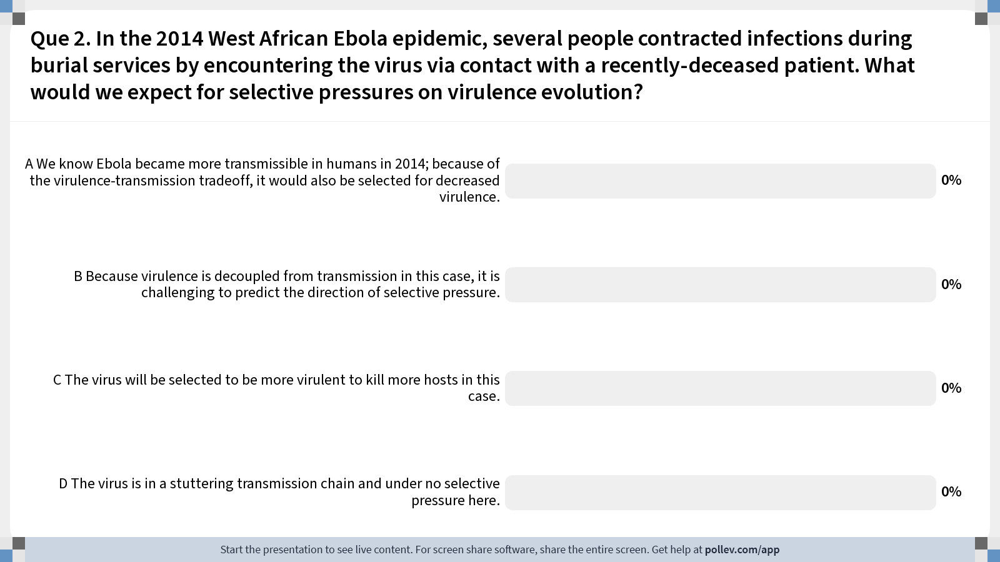 Que 2. In the 2014 West African Ebola epidemic, several people contracted infections during
burial services by encountering the virus via contact with a recently-deceased patient. What
would we expect for selective pressures on virulence evolution?
A We know Ebola became more transmissible in humans in 2014; because of
the virulence-transmission tradeoff, it would also be selected for decreased
virulence.
0%
B Because virulence is decoupled from transmission in this case, it is
challenging to predict the direction of selective pressure.
0%
C The virus will be selected to be more virulent to kill more hosts in this
case.
0%
D The virus is in a stuttering transmission chain and under no selective
pressure here.
0%
Start the presentation to see live content. For screen share software, share the entire screen. Get help at pollev.com/app